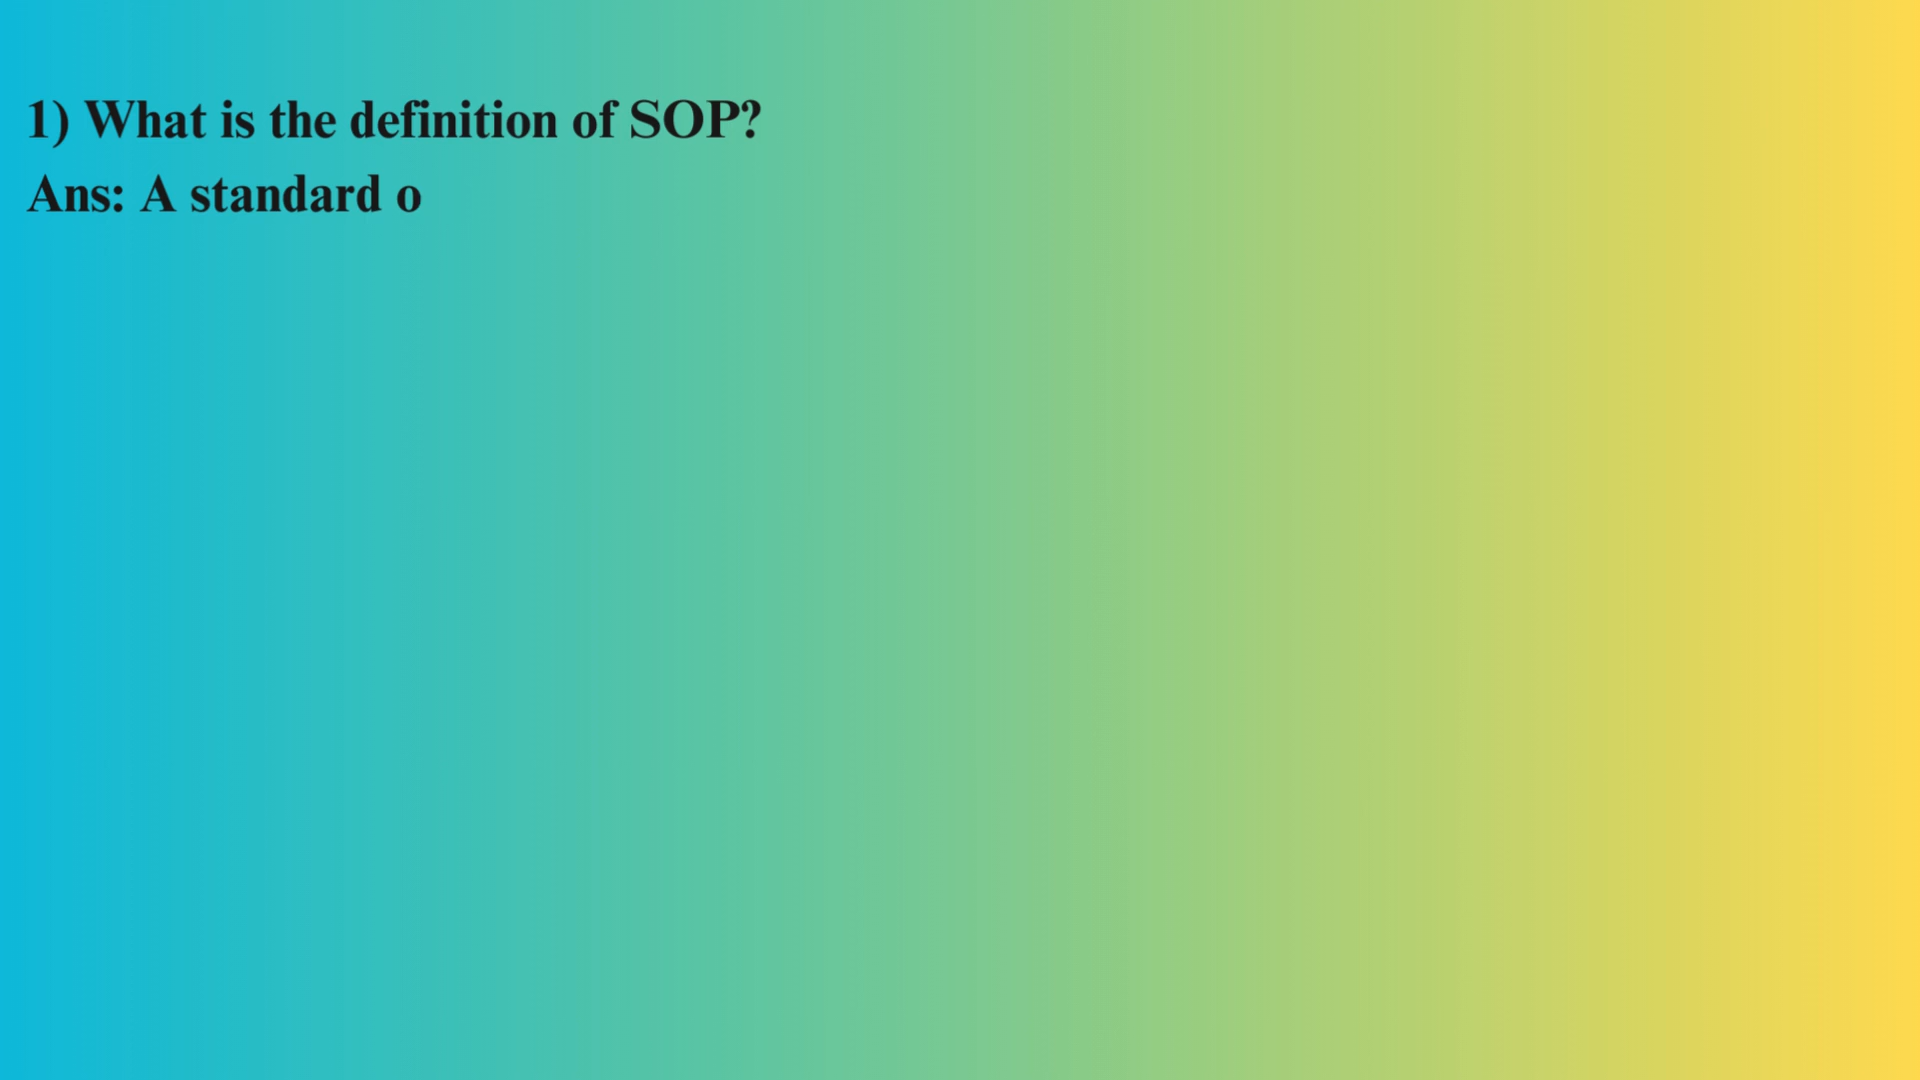 1) What is the definition of SOP?
Ans: A standard o